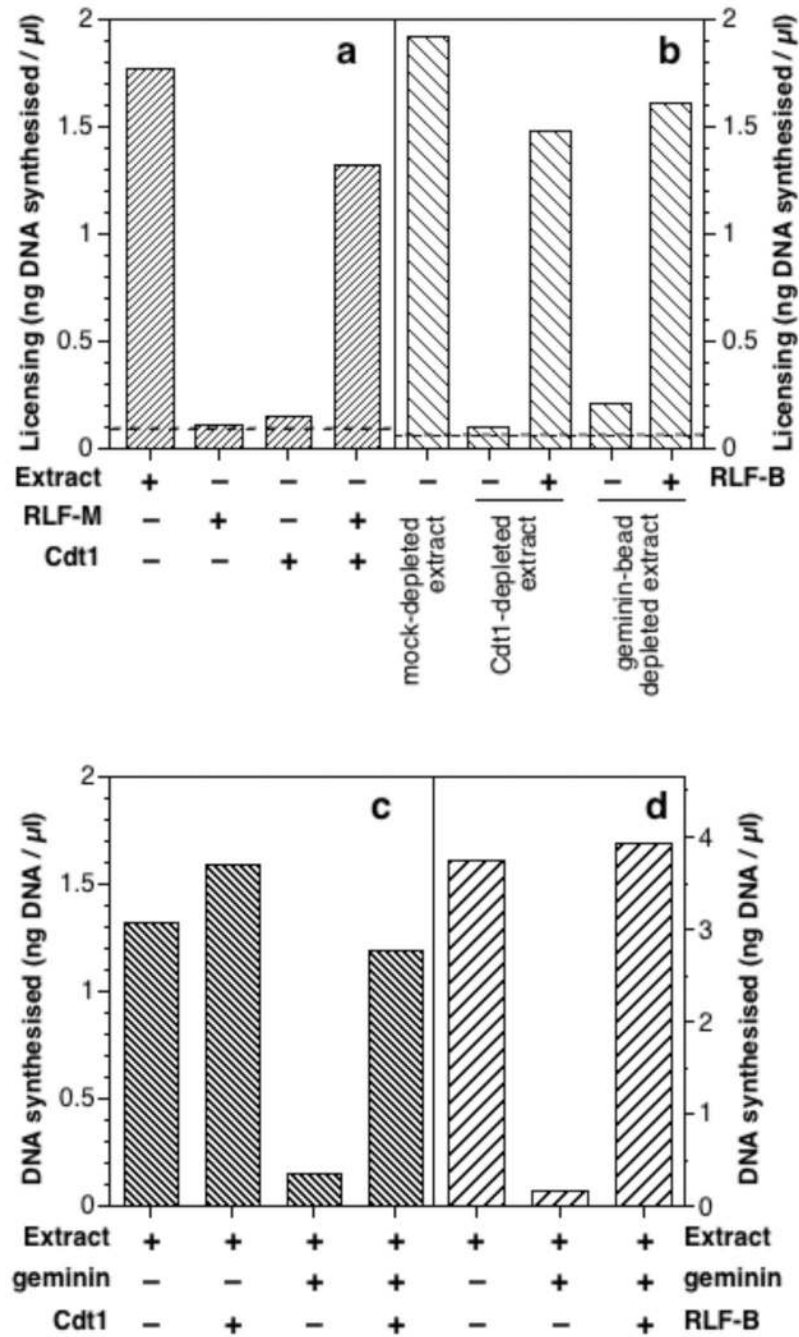 a
b
Licensing (ng DNA synthesised / µl)
2
1.5
1
0.5
0
2
1.5
1
0.5
0
Licensing (ng DNA synthesised / µl)
Extract + – – – – – + – + RLF-B
RLF-M – + – +
Cdt1 – – + +
mock-depleted
extract
Cdt1-depleted
extract
geminin-bead
depleted extract
c
d
DNA synthesised (ng DNA / µl)
2
1.5
1
0.5
0
4
3
2
1
0
DNA synthesised (ng DNA / µl)
Extract + + + + + + + Extract
geminin – – + + – + + geminin
Cdt1 – + – + – – + RLF-B